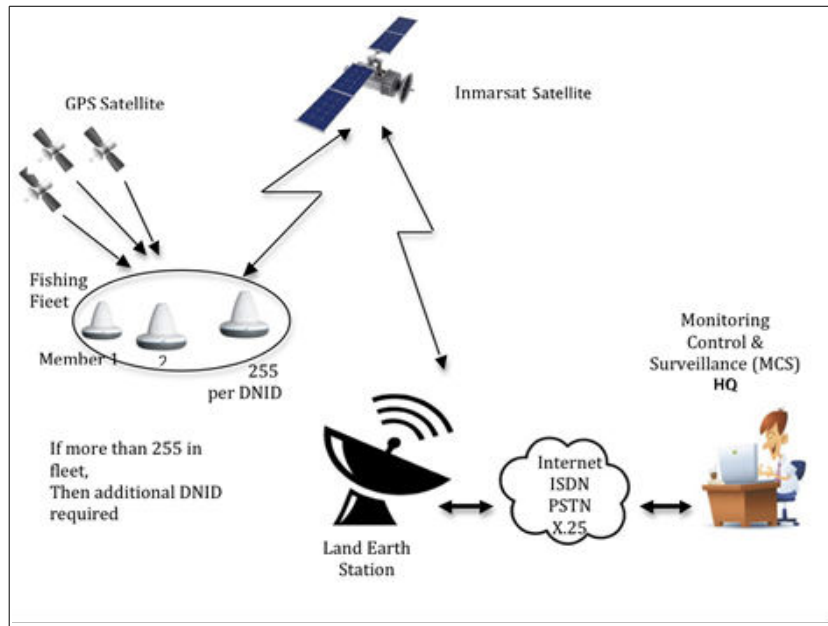 GPS Satellite
Inmarsat Satellite
Fishing
Fieet
Member 1
2
255
per DNID
If more than 255 in
fleet,
Then additional DNID
required
Land Earth
Station
Internet
ISDN
PSTN
X.25
Monitoring
Control &
Surveillance (MCS)
HQ